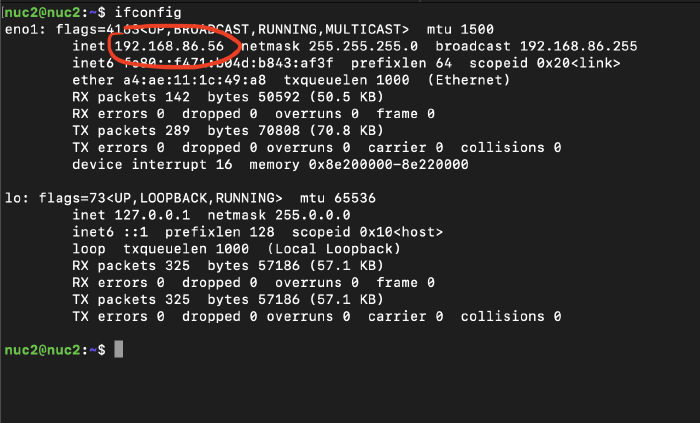 nuc2@nuc2:~$ ifconfig
eno1: flags=4163<UP,BROADCAST,RUNNING,MULTICAST>  mtu 1500
inet 192.168.86.56  netmask 255.255.255.0  broadcast 192.168.86.255
inet6 prefixlen 64  scopeid 0x20<link>
ether a4:ae:11:1c:49:a8  txqueuelen 1000  (Ethernet)
RX packets 142  bytes 50592 (50.5 KB)
RX errors 0  dropped 0  overruns 0  frame 0
TX packets 289  bytes 70808 (70.8 KB)
TX errors 0  dropped 0 overruns 0  carrier 0  collisions 0
device interrupt 16  memory 0x8e200000-8e220000
lo: flags=73<UP,LOOPBACK,RUNNING>  mtu 65536
inet 127.0.0.1  netmask 255.0.0.0
inet6 ::1  prefixlen 128  scopeid 0x10<host>
loop  txqueuelen 1000  (Local Loopback)
RX packets 325  bytes 57186 (57.1 KB)
RX errors 0  dropped 0  overruns 0  frame 0
TX packets 325  bytes 57186 (57.1 KB)
TX errors 0  dropped 0 overruns 0  carrier 0  collisions 0
nuc2@nuc2:~$